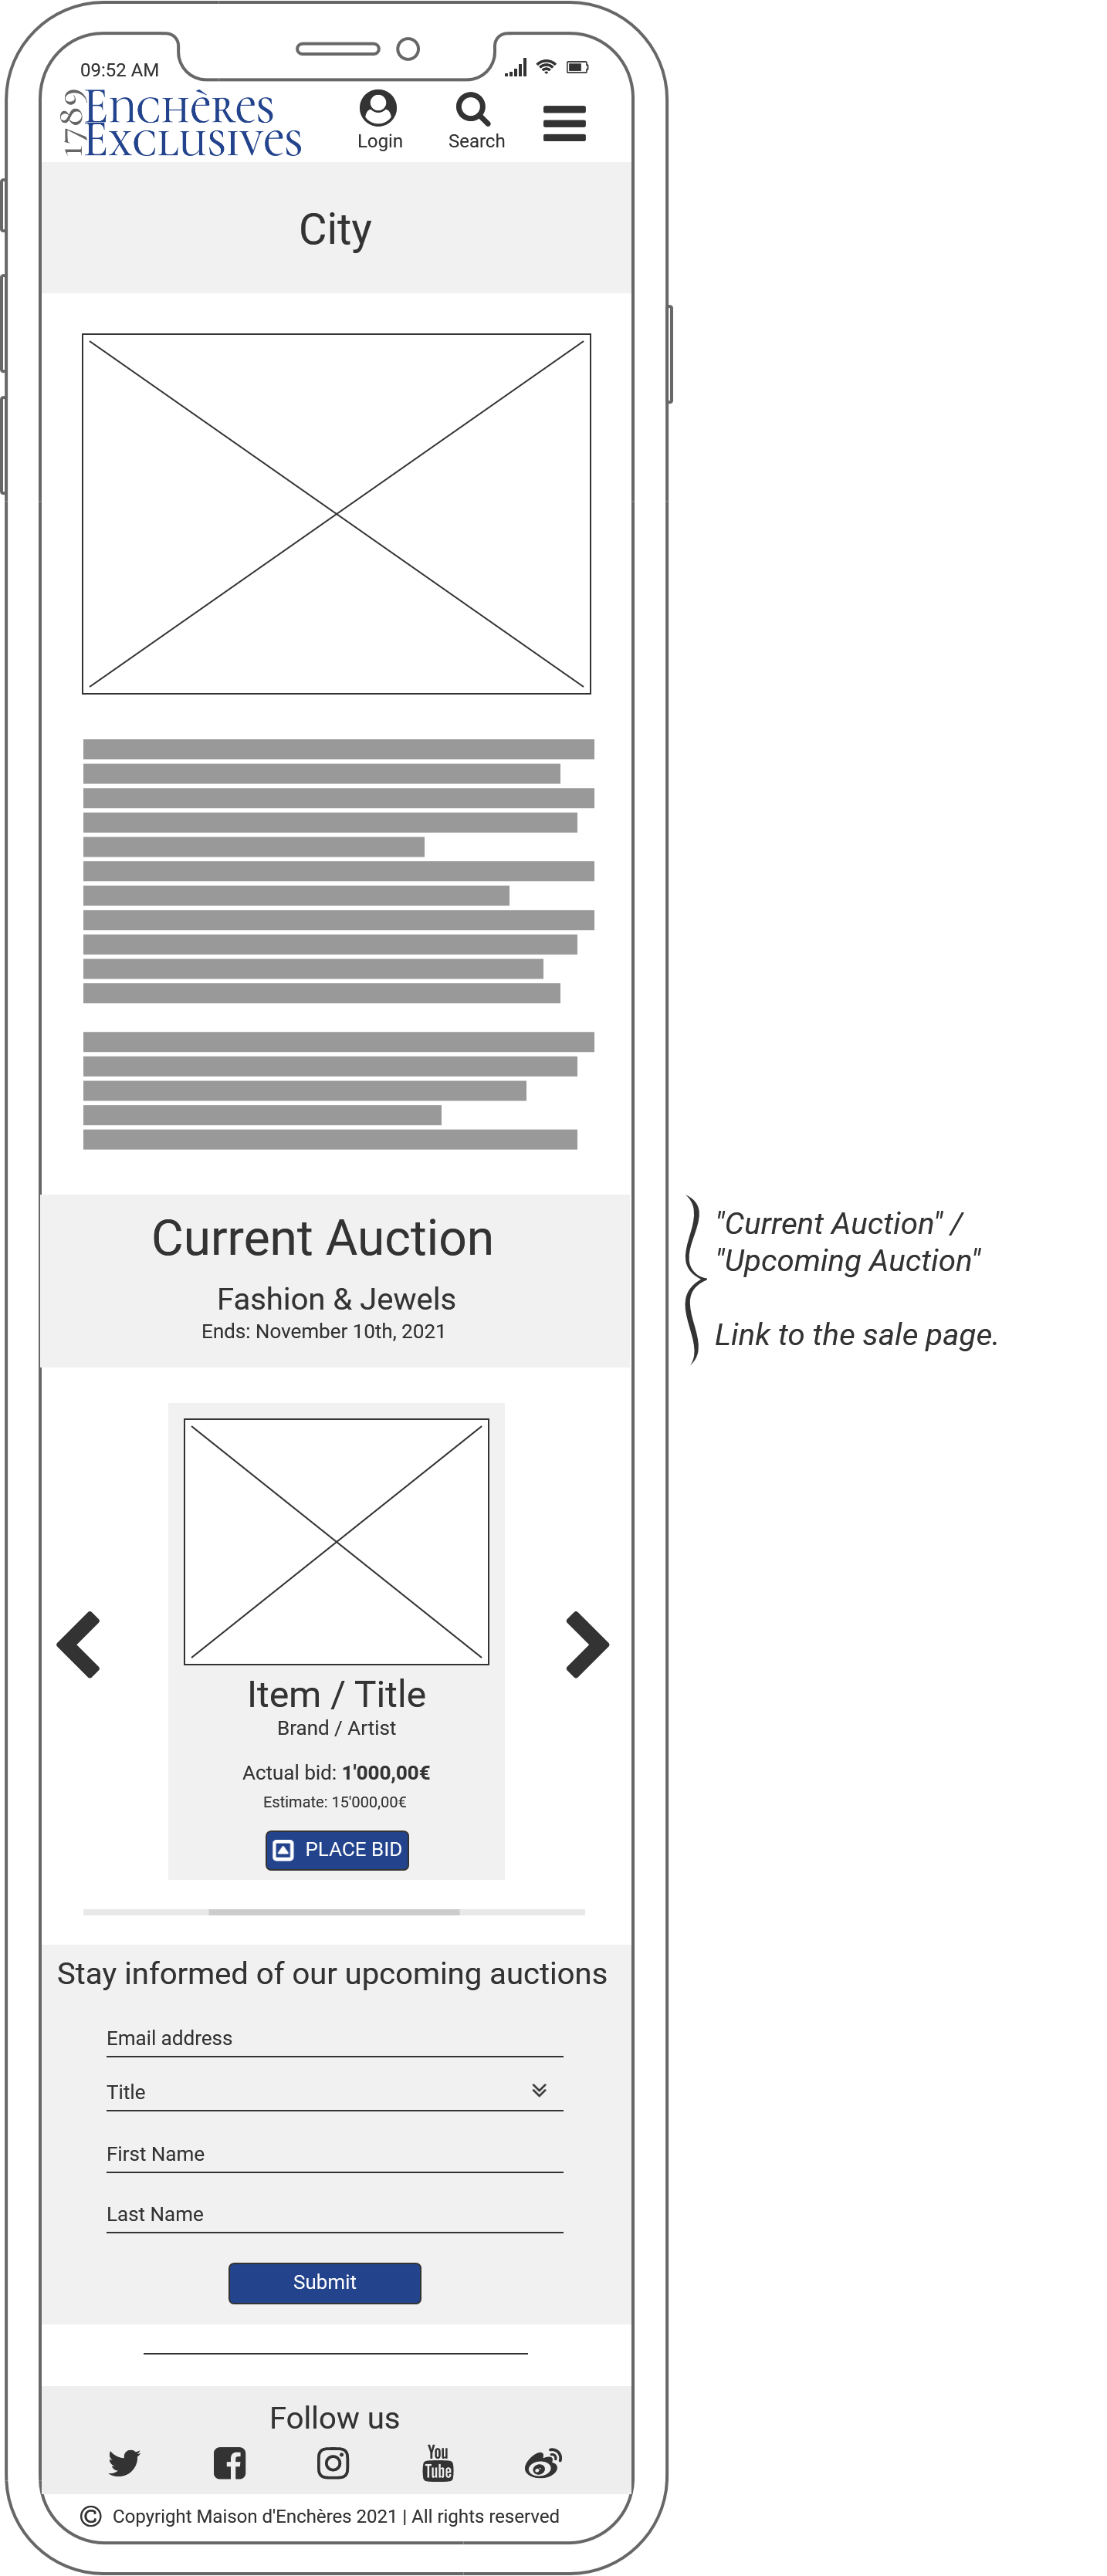 09:52 AM
1789
Enchères
Exclusives
Login
Search
City
Current Auction
Fashion & Jewels
Ends: November 10th, 2021
"Current Auction" /
"Upcoming Auction"
Link to the sale page.
Item / Title
Brand / Artist
Actual bid: 1'000,00€
Estimate: 15'000,00€
PLACE BID
Stay informed of our upcoming auctions
Email address
Title
First Name
Last Name
Submit
Follow us
You
Tube
© Copyright Maison d'Enchères 2021 | All rights reserved